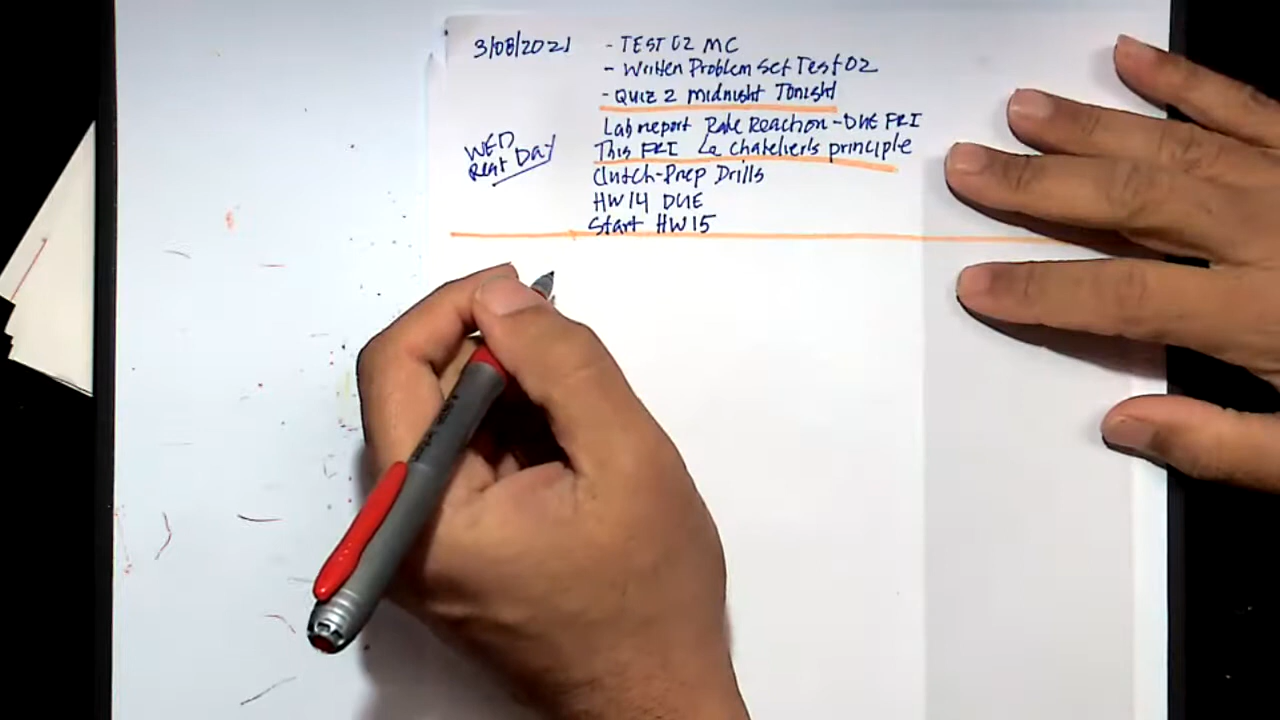 3/08/2021 - TEST 02 MC
- Written Problem Set Test 02
- Quiz 2 Midnight Tonight
Lab report Rate Reaction - DUE FRI
This FRI Le Chatelier's principle
WED
Rest Day
Clutch-Prep Drills
HW14 DUE
Start HW15